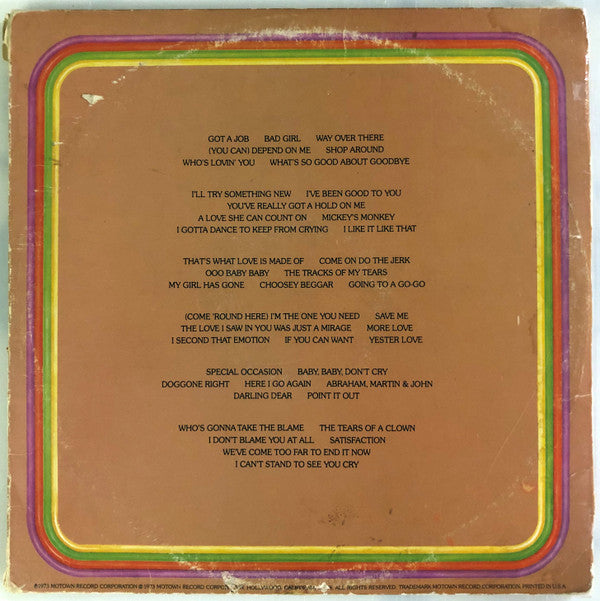 GOT A JOB BAD GIRL WAY OVER THERE
(YOU CAN) DEPEND ON ME SHOP AROUND
WHO'S LOVIN' YOU WHAT'S SO GOOD ABOUT GOODBYE
I'LL TRY SOMETHING NEW I'VE BEEN GOOD TO YOU
YOU'VE REALLY GOT A HOLD ON ME
A LOVE SHE CAN COUNT ON MICKEY'S MONKEY
I GOTTA DANCE TO KEEP FROM CRYING I LIKE IT LIKE THAT
THAT'S WHAT LOVE IS MADE OF COME ON DO THE JERK
OOO BABY BABY THE TRACKS OF MY TEARS
MY GIRL HAS GONE CHOOSEY BEGGAR GOING TO A GO-GO
(COME 'ROUND HERE) I'M THE ONE YOU NEED SAVE ME
THE LOVE I SAW IN YOU WAS JUST A MIRAGE MORE LOVE
I SECOND THAT EMOTION IF YOU CAN WANT YESTER LOVE
SPECIAL OCCASION BABY, BABY, DON'T CRY
DOGGONE RIGHT HERE I GO AGAIN ABRAHAM, MARTIN & JOHN
DARLING DEAR POINT IT OUT
WHO'S GONNA TAKE THE BLAME THE TEARS OF A CLOWN
I DON'T BLAME YOU AT ALL SATISFACTION
WE'VE COME TOO FAR TO END IT NOW
I CAN'T STAND TO SEE YOU CRY
℗1973 MOTOWN RECORD CORPORATION © 1973 MOTOWN RECORD HOLLYWOOD, ALL RIGHTS RESERVED. TRADEMARK MOTOWN RECORD CORPORATION. PRINTED IN U.S.A.